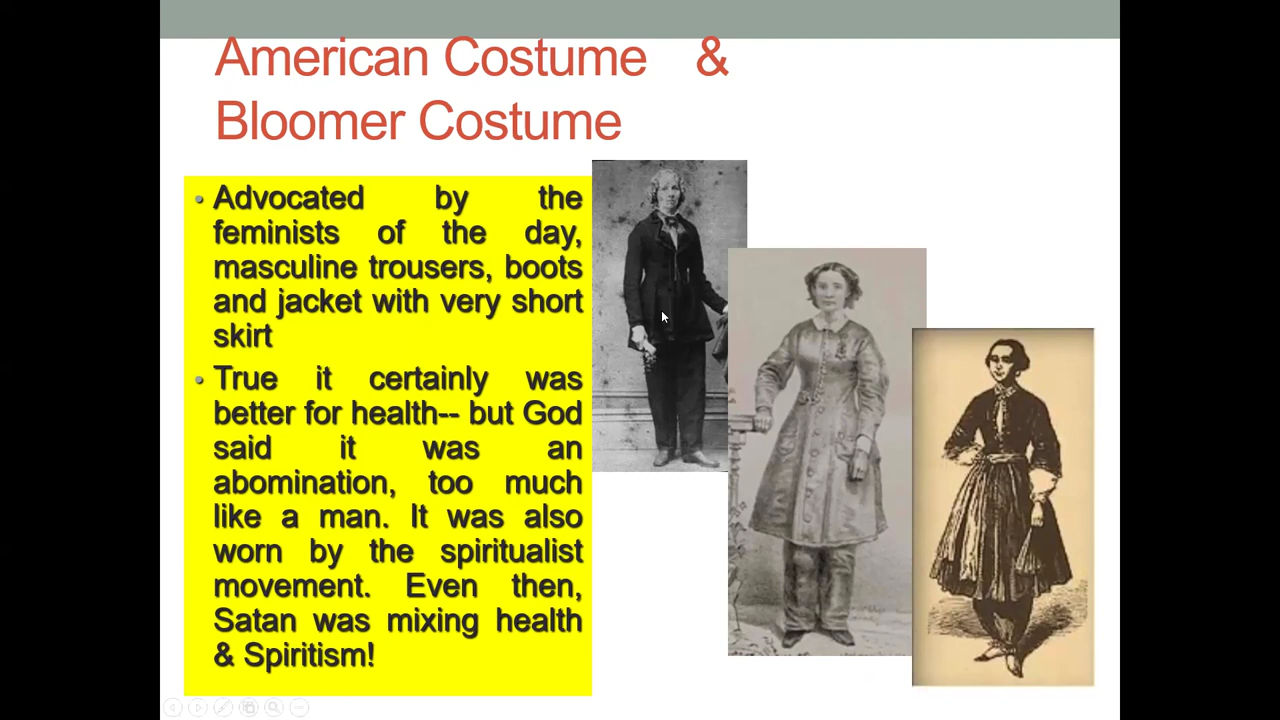 American Costume &
Bloomer Costume
• Advocated by the
feminists of the day,
masculine trousers, boots
and jacket with very short
skirt
• True it certainly was
better for health-- but God
said it was an
abomination, too much
like a man. It was also
worn by the spiritualist
movement. Even then,
Satan was mixing health
& Spiritism!